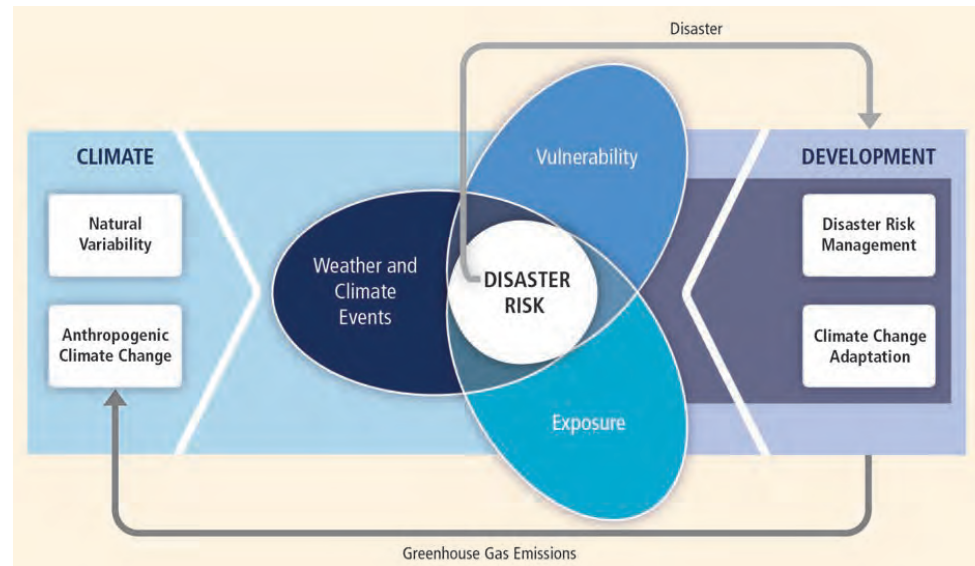 Disaster
CLIMATE
Natural
Variability
Anthropogenic
Climate Change
Weather and
Climate
Events
Vulnerability
DISASTER
RISK
Exposure
DEVELOPMENT
Disaster Risk
Management
Climate Change
Adaptation
Greenhouse Gas Emissions